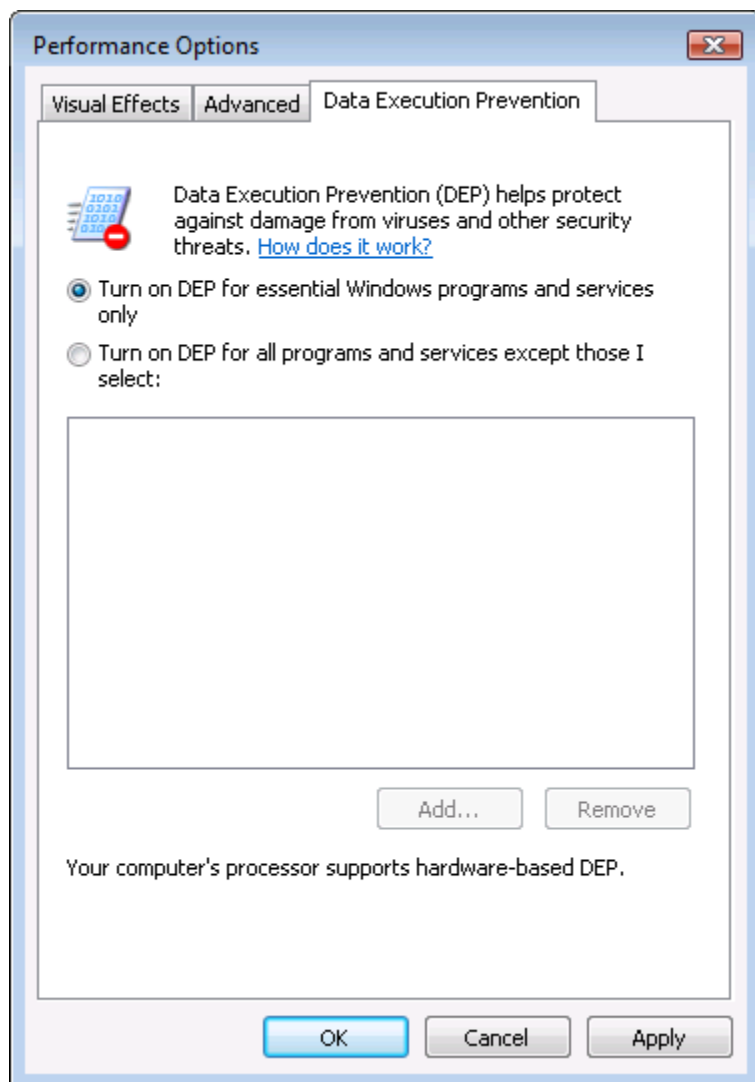 Performance Options
Visual Effects
Advanced
Data Execution Prevention
Data Execution Prevention (DEP) helps protect
against damage from viruses and other security
threats. How does it work?
Turn on DEP for essential Windows programs and services
only
Turn on DEP for all programs and services except those I
select:
Add...
Remove
Your computer's processor supports hardware-based DEP.
OK
Cancel
Apply